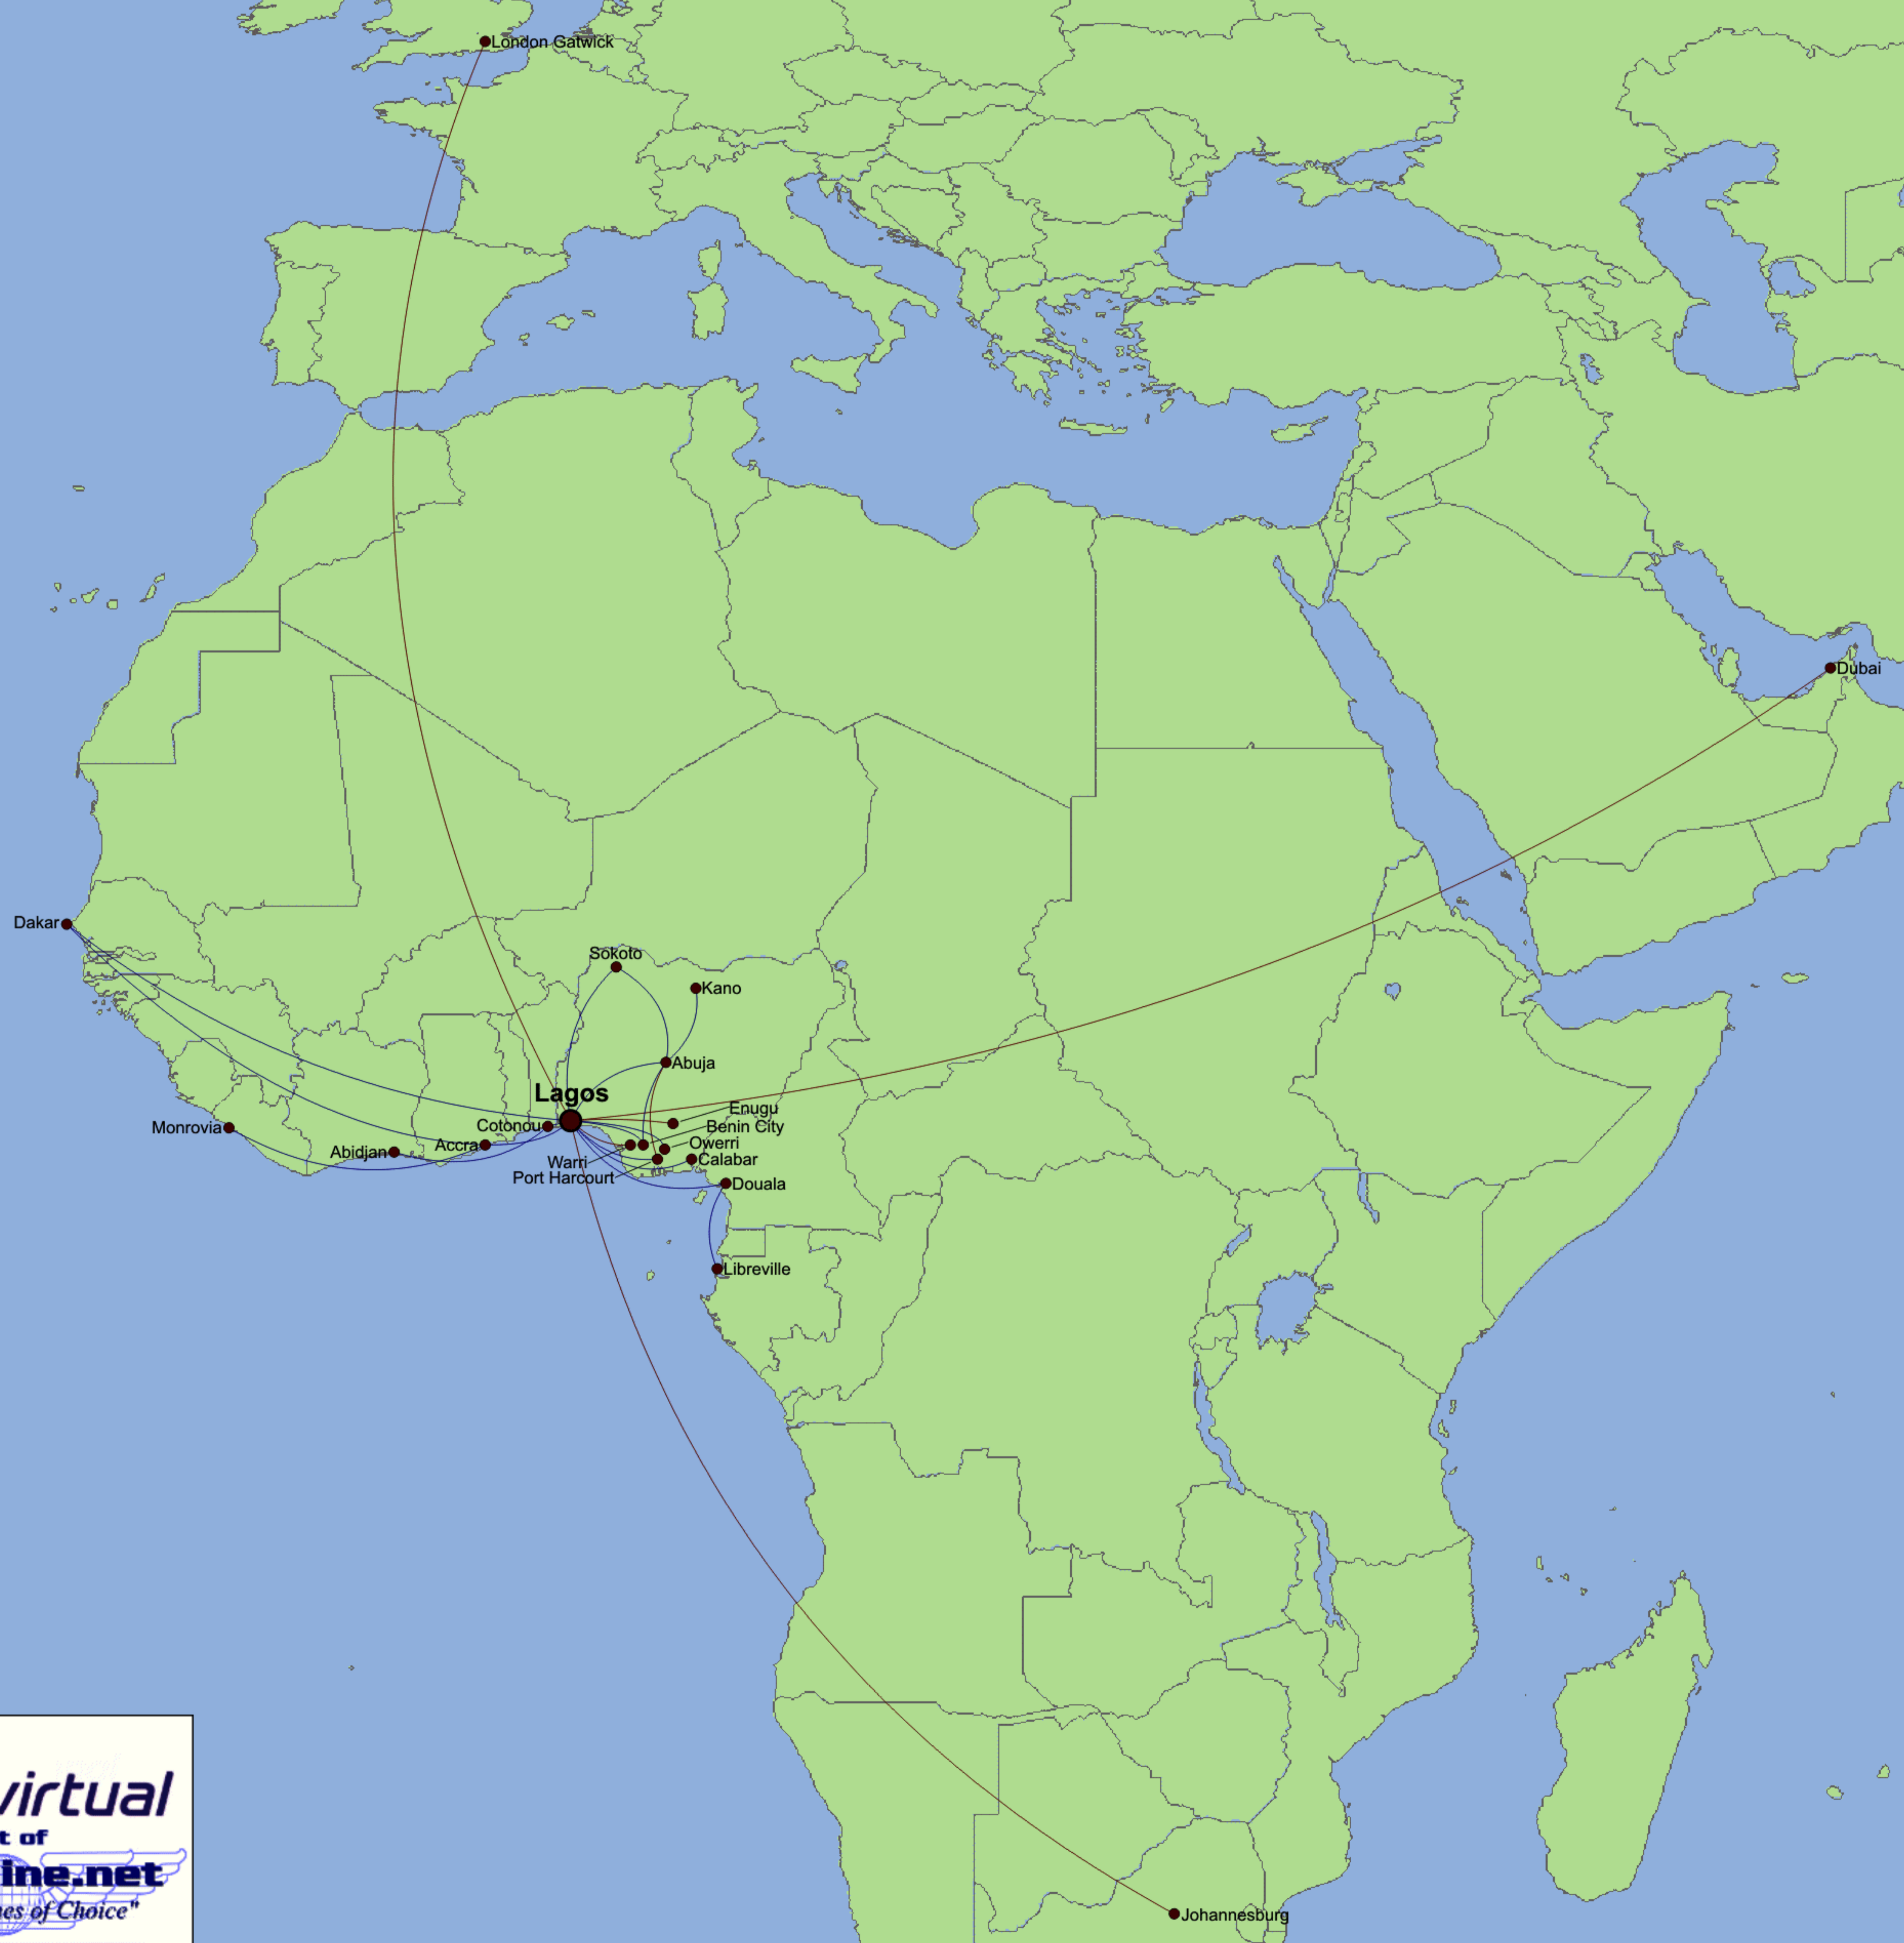 London Gatwick
Dubai
Dakar
Sokoto
Kano
Abuja
Lagos
Enugu
Cotonou
Benin City
Monrovia
Accra
Owerri
Abidjan
Warri
Calabar
Port Harcourt
Douala
Libreville
virtual
t of
ine.net
es of Choice"
Johannesburg